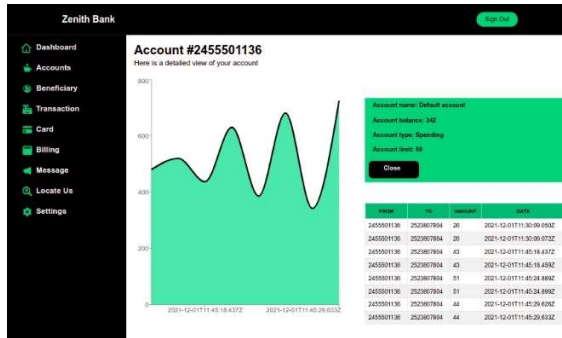 Zenith Bank
Sign Out
Dashboard
Accounts
Beneficiary
Transaction
Card
Billing
Message
Locate Us
Settings
Account #2455501136
Here is a detailed view of your account
800
600
400
200
0
2021-12-01T11:45:18.437Z 2021-12-01T11:45:29.633Z
Account name: Default account
Account balance: 342
Account type: Spending
Account limit: 50
Close
FROM TO AMOUNT DATE
2455501136 2523807804 20 2021-12-01T11:30:09.050Z
2455501136 2523807804 20 2021-12-01T11:30:09.072Z
2455501136 2523807804 43 2021-12-01T11:45:18.437Z
2455501136 2523807804 43 2021-12-01T11:45:18.459Z
2455501136 2523807804 51 2021-12-01T11:45:24.889Z
2455501136 2523807804 51 2021-12-01T11:45:24.899Z
2455501136 2523807804 44 2021-12-01T11:45:29.626Z
2455501136 2523807804 44 2021-12-01T11:45:29.633Z